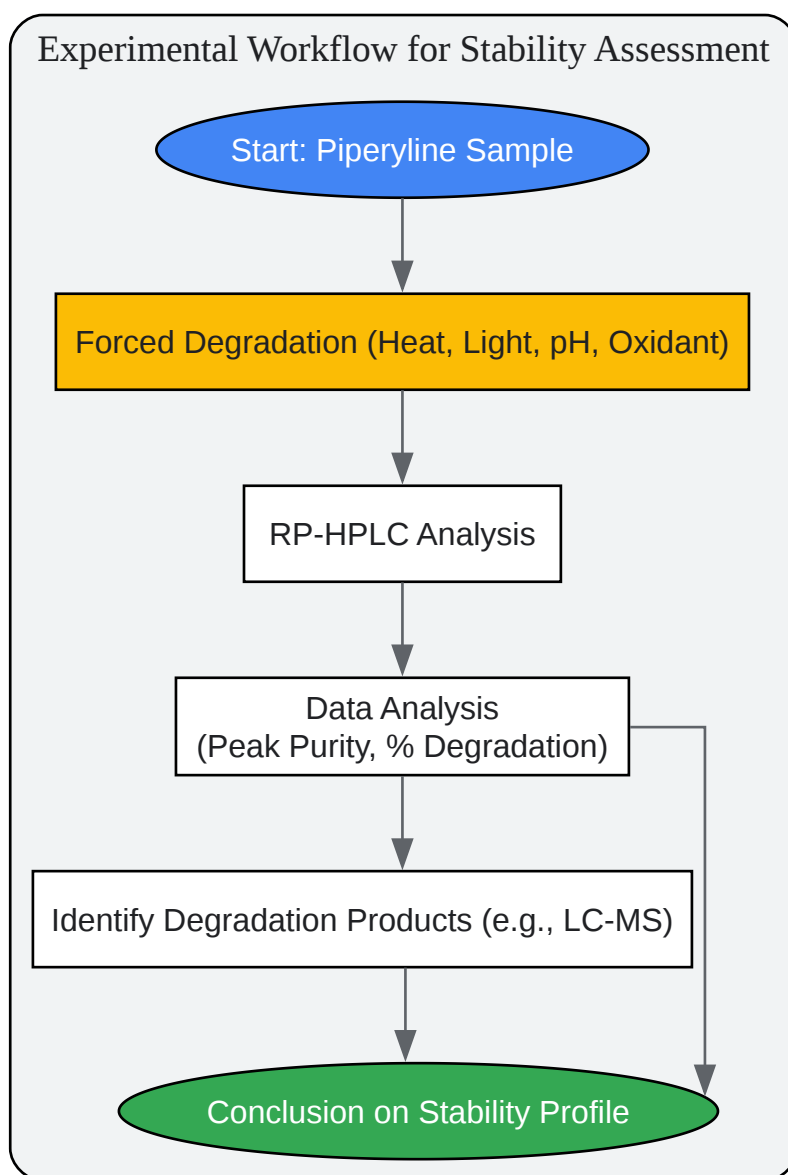 Experimental Workflow for Stability Assessment
Start: Piperyline Sample
Forced Degradation (Heat, Light, pH, Oxidant)
RP-HPLC Analysis
Data Analysis
(Peak Purity, % Degradation)
Identify Degradation Products (e.g., LC-MS)
Conclusion on Stability Profile